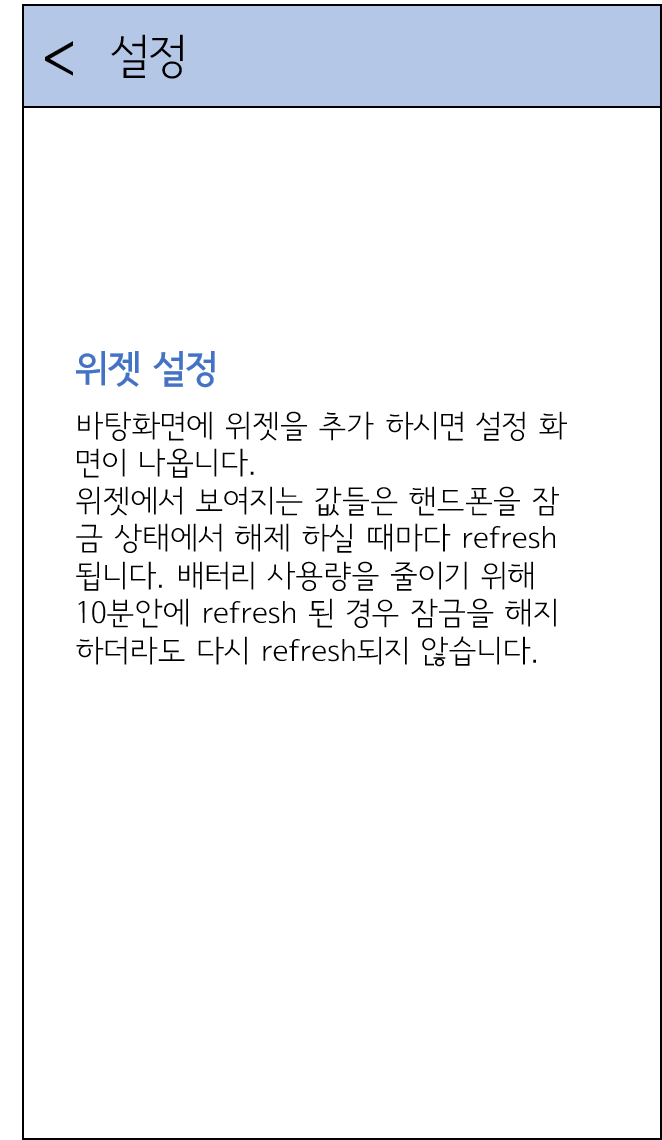 < 설정
위젯 설정
바탕화면에 위젯을 추가 하시면 설정 화
면이 나옵니다.
위젯에서 보여지는 값들은 핸드폰을 잠
금 상태에서 해제 하실 때마다 refresh
됩니다. 배터리 사용량을 줄이기 위해
10분안에 refresh 된 경우 잠금을 해지
하더라도 다시 refresh되지 않습니다.